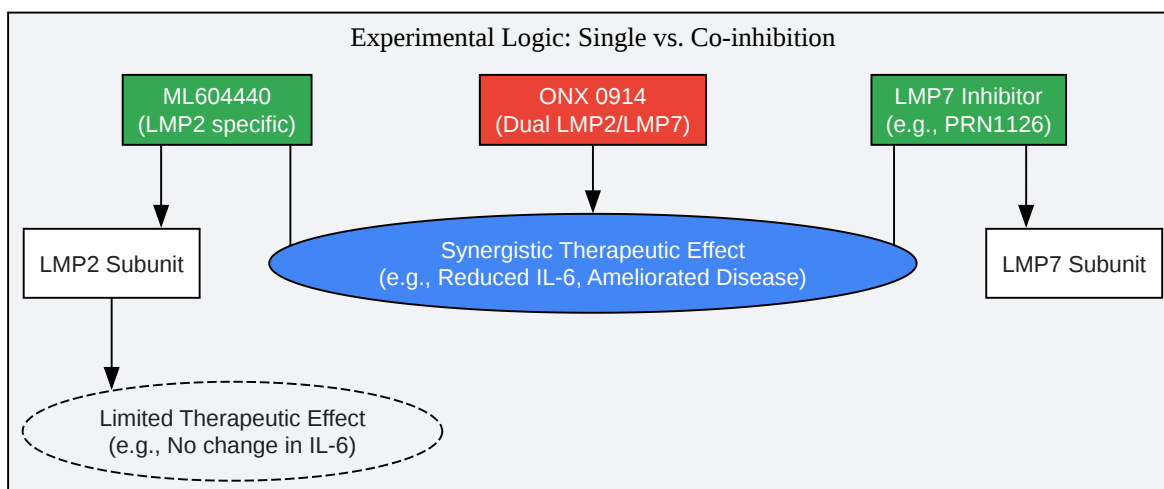 Experimental Logic: Single vs. Co-inhibition
ML604440
(LMP2 specific)
ONX 0914
(Dual LMP2/LMP7)
LMP7 Inhibitor
(e.g., PRN1126)
LMP2 Subunit
Synergistic Therapeutic Effect
(e.g., Reduced IL-6, Ameliorated Disease)
LMP7 Subunit
Limited Therapeutic Effect
(e.g., No change in IL-6)